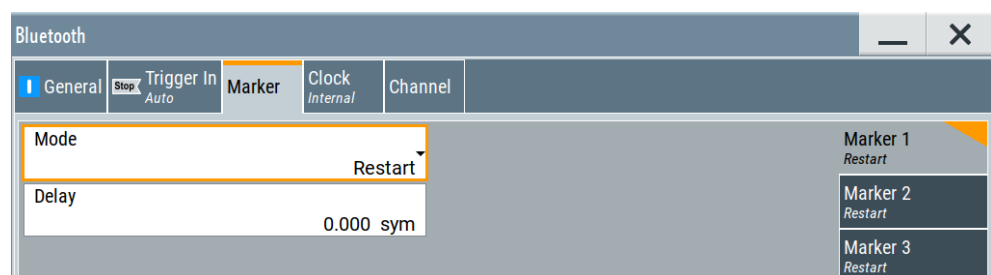 Bluetooth
General
Stop
Trigger In
Auto
Marker
Clock
Internal
Channel
Mode
Restart
Delay
0.000 sym
Marker 1
Restart
Marker 2
Restart
Marker 3
Restart